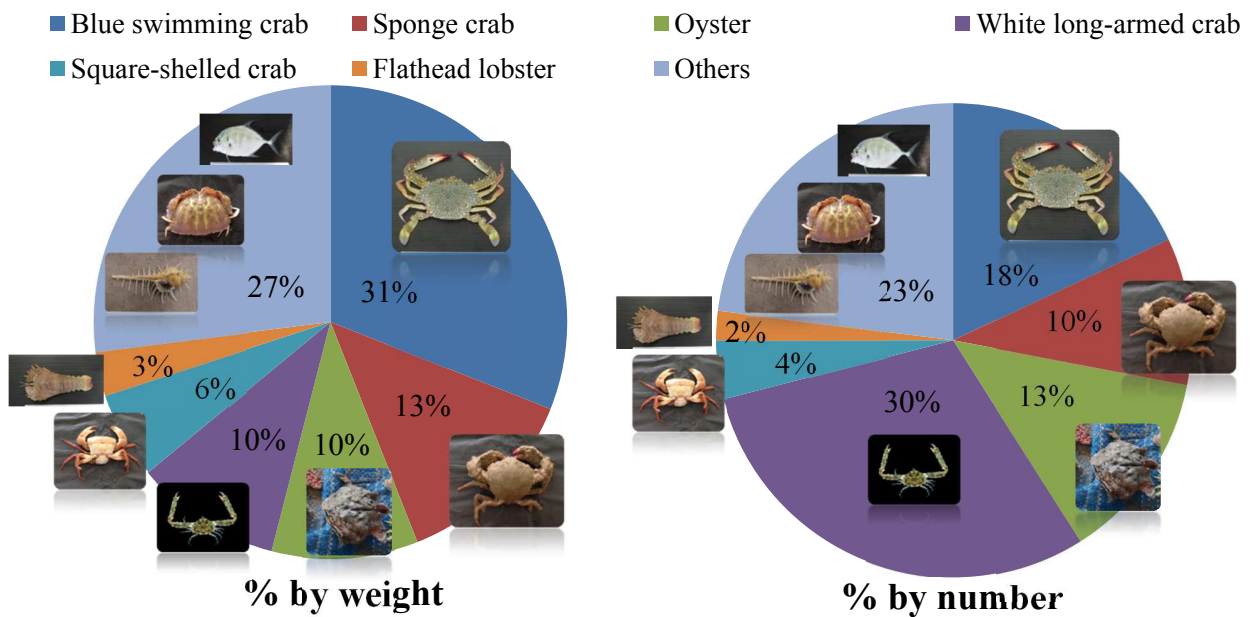 Blue swimming crab Sponge crab Oyster White long-armed crab
Square-shelled crab Flathead lobster Others
27% 31%
3%
6% 13%
10% 10%
% by weight
23% 18%
2% 10%
4% 13%
30%
% by number